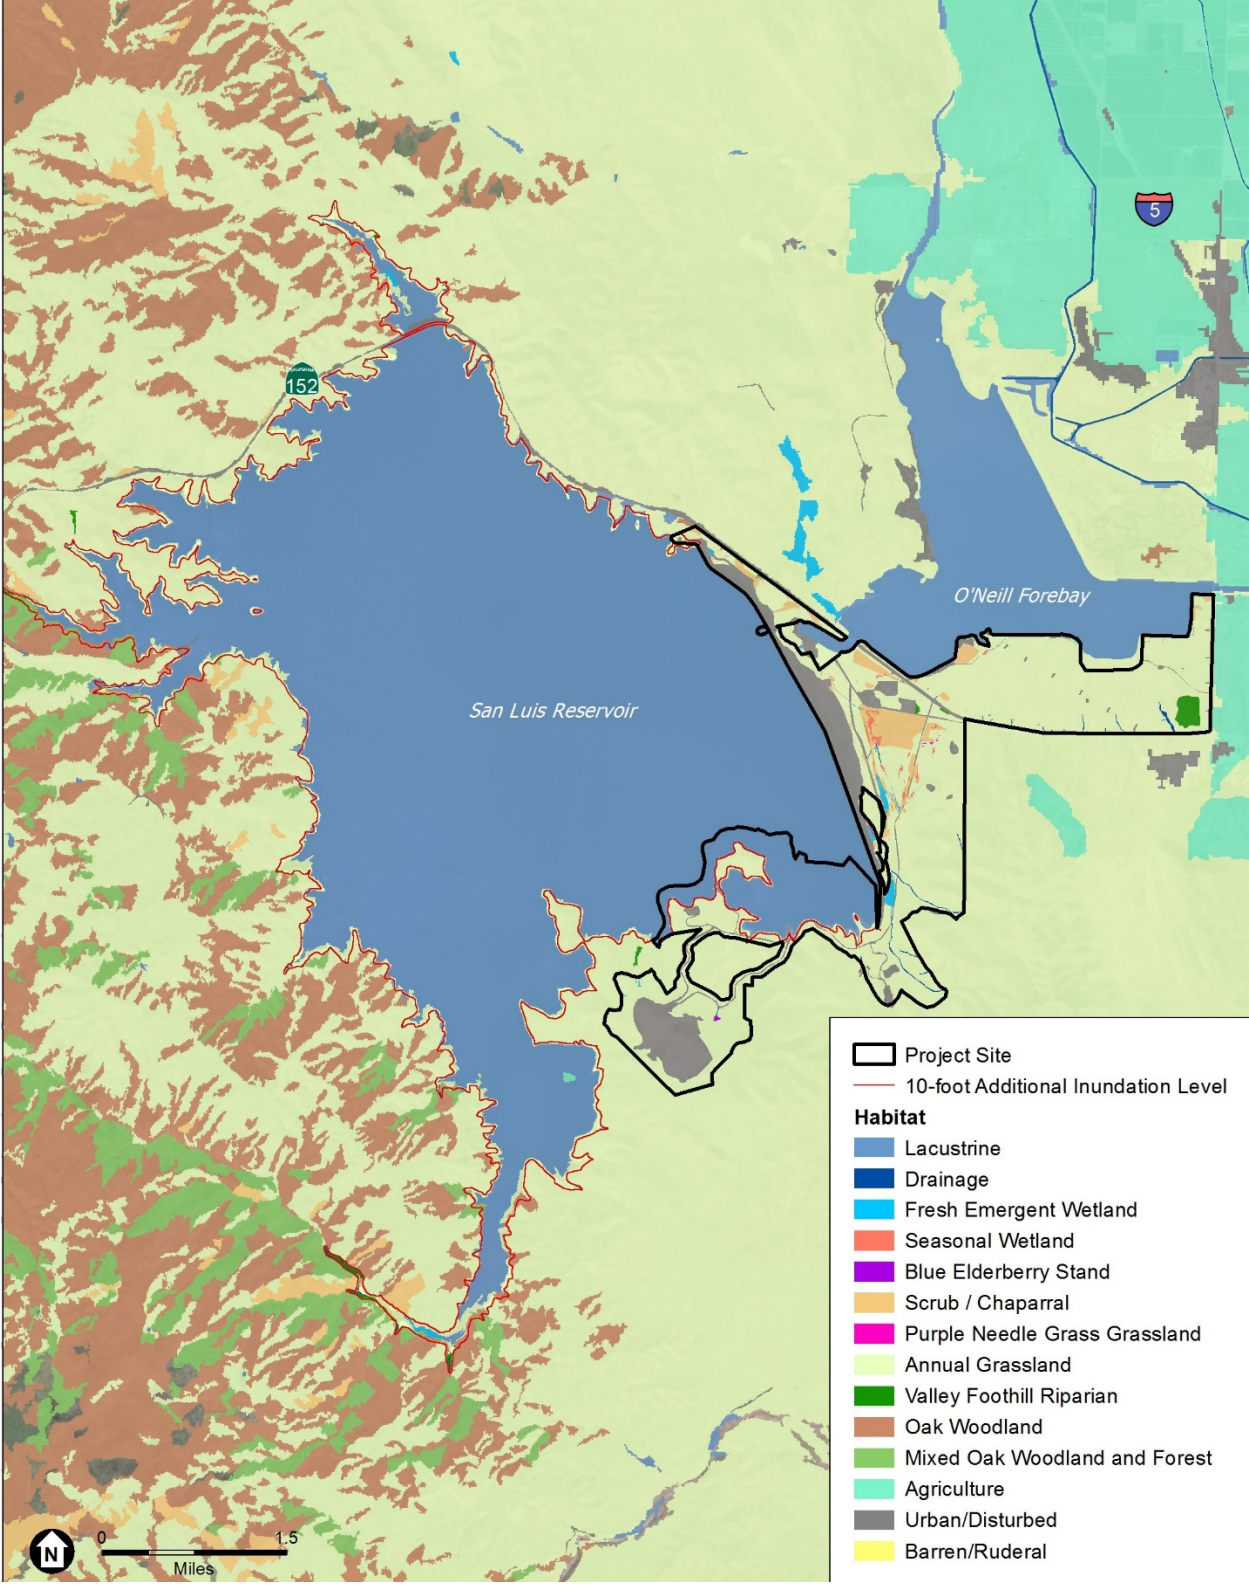 5
CALIFORNIA
152
O'Neill Forebay
San Luis Reservoir
Project Site
10-foot Additional Inundation Level
Habitat
Lacustrine
Drainage
Fresh Emergent Wetland
Seasonal Wetland
Blue Elderberry Stand
Scrub / Chaparral
Purple Needle Grass Grassland
Annual Grassland
Valley Foothill Riparian
Oak Woodland
Mixed Oak Woodland and Forest
Agriculture
Urban/Disturbed
Barren/Ruderal
N
0 1.5
Miles